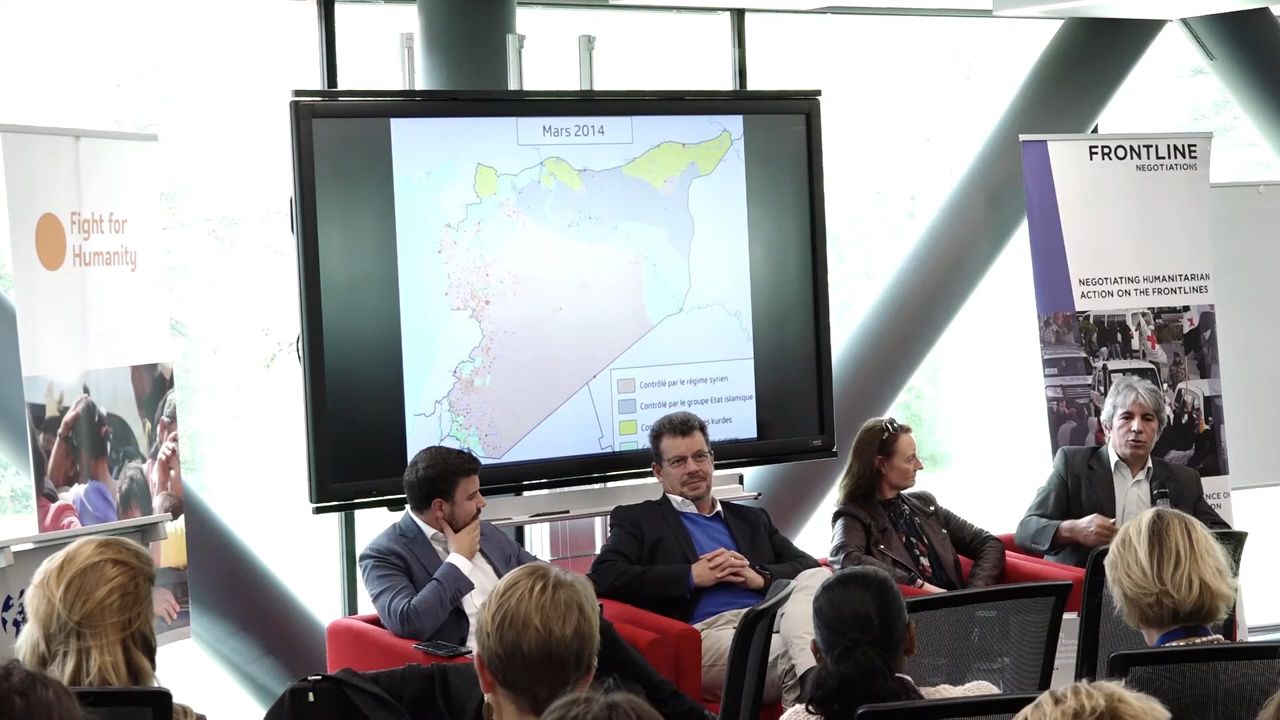 Mars 2014
Fight for
Humanity
FRONTLINE
NEGOTIATIONS
NEGOTIATING HUMANITARIAN
ACTION ON THE FRONTLINES
Contrôlé par le régime syrien
Contrôlé par le groupe Etat islamique
kurdes